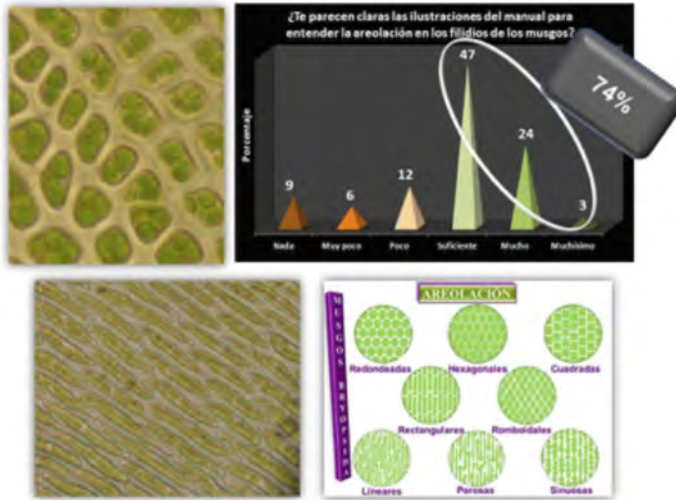 ¿Te parecen claras las ilustraciones del manual para
entender la areolación en los filidios de los musgos?
74%
Porcentaje
9
6
12
47
24
3
Nada
Muy poco
Poco
Suficiente
Mucho
Muchísimo
AREOLACIÓN
MUSGOS BRYOPSIDA
Redondeadas
Hexagonales
Cuadradas
Rectangulares
Romboidales
Lineares
Porosas
Sinuosas